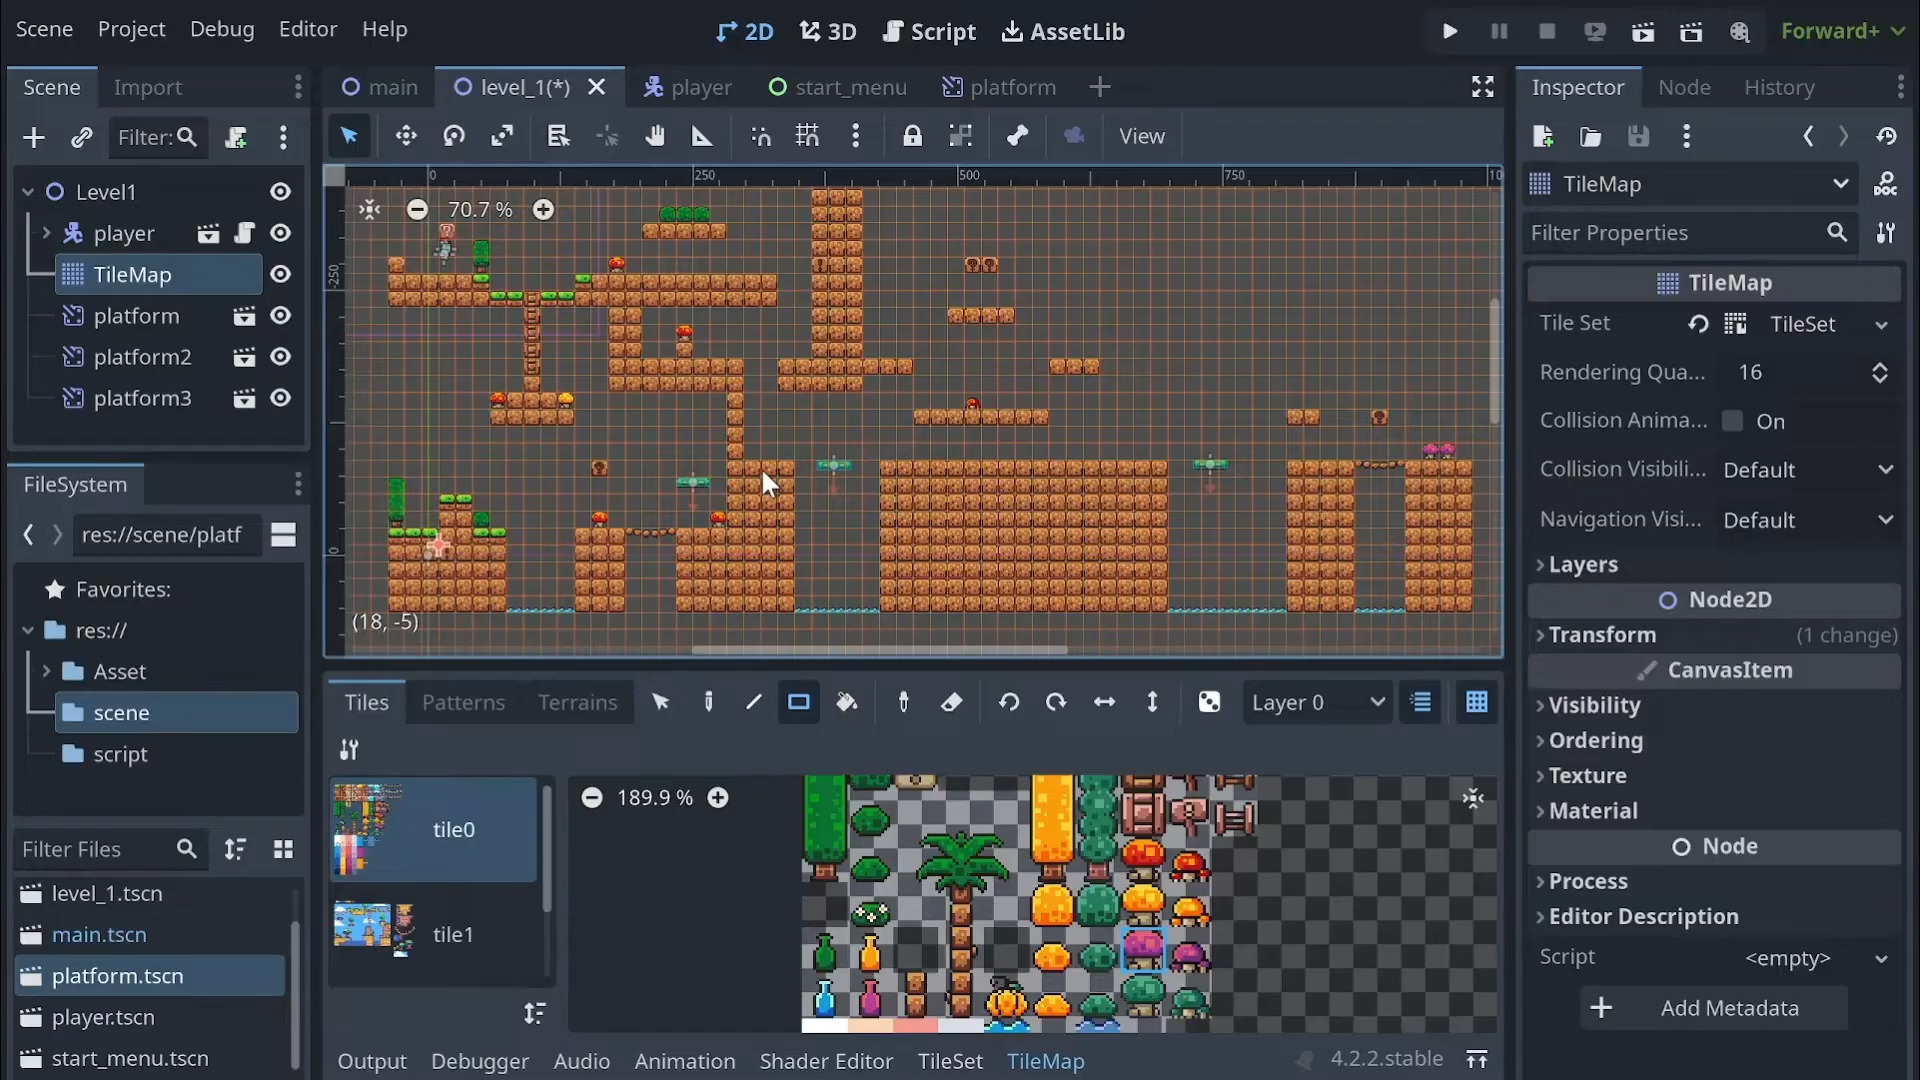 Scene Project Debug Editor Help
2D 3D Script AssetLib
Forward+
Scene Import
main level_1(*) player start_menu platform
Inspector Node History
Filter:
View
TileMap
Filter Properties
Level1
player
TileMap
platform
platform2
platform3
0 250 500 750 10
-250
0
70.7 %
(18, -5)
TileMap
Tile Set TileSet
Rendering Qua... 16
Collision Anima... On
Collision Visibili... Default
Navigation Visi... Default
Layers
Node2D
Transform (1 change)
CanvasItem
Visibility
Ordering
Texture
Material
Node
Process
Editor Description
Script <empty>
Add Metadata
FileSystem
res://scene/platf
Favorites:
res://
Asset
scene
script
Filter Files
level_1.tscn
main.tscn
platform.tscn
player.tscn
start_menu.tscn
Tiles Patterns Terrains
Layer 0
tile0
tile1
189.9 %
Output Debugger Audio Animation Shader Editor TileSet TileMap
4.2.2.stable